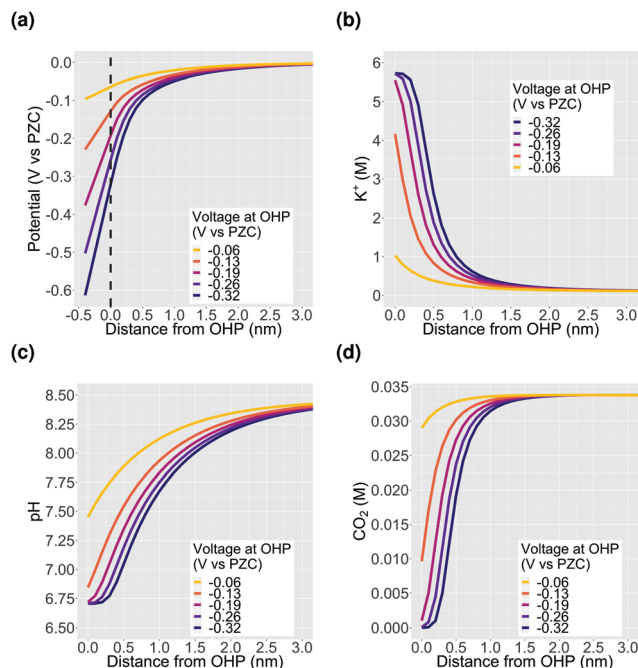 (a)
0.0
-0.1
-0.2
-0.3
-0.4
-0.5
-0.6
Potential (V vs PZC)
-0.5 0.0 0.5 1.0 1.5 2.0 2.5 3.0
Distance from OHP (nm)
Voltage at OHP
(V vs PZC)
-0.06
-0.13
-0.19
-0.26
-0.32
(b)
6
5
4
3
2
1
0
K⁺ (M)
0.0 0.5 1.0 1.5 2.0 2.5 3.0
Distance from OHP (nm)
Voltage at OHP
(V vs PZC)
-0.32
-0.26
-0.19
-0.13
-0.06
(c)
8.50
8.25
8.00
7.75
7.50
7.25
7.00
6.75
6.50
pH
0.0 0.5 1.0 1.5 2.0 2.5 3.0
Distance from OHP (nm)
Voltage at OHP
(V vs PZC)
-0.06
-0.13
-0.19
-0.26
-0.32
(d)
0.035
0.030
0.025
0.020
0.015
0.010
0.005
0.000
CO₂ (M)
0.0 0.5 1.0 1.5 2.0 2.5 3.0
Distance from OHP (nm)
Voltage at OHP
(V vs PZC)
-0.06
-0.13
-0.19
-0.26
-0.32